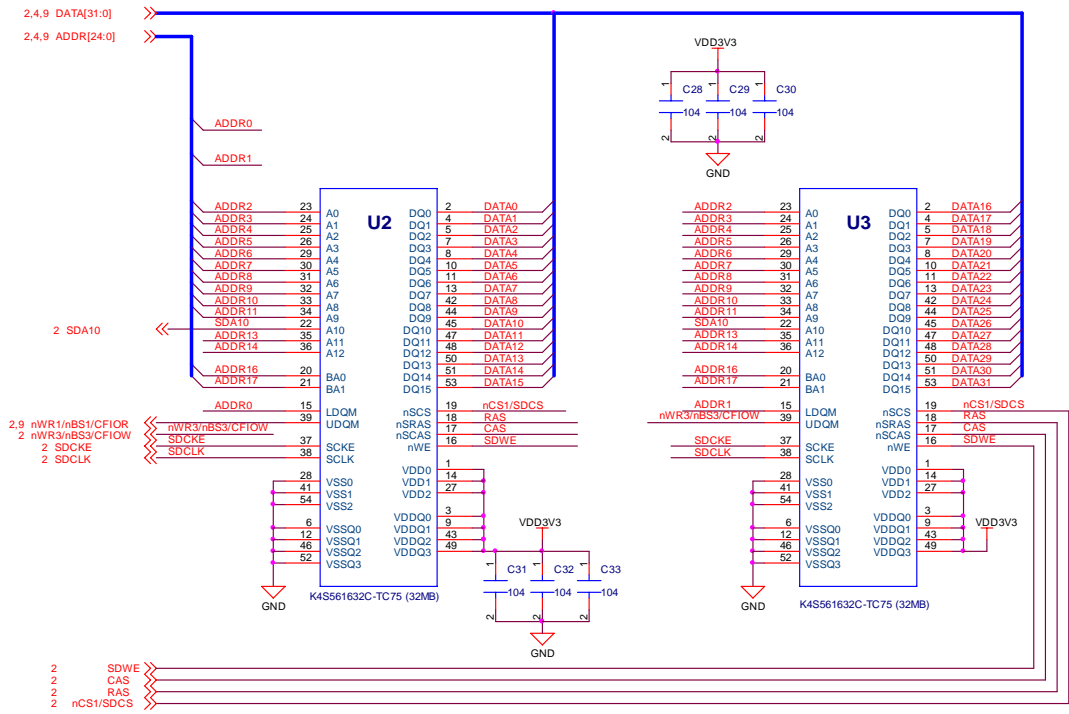 2,4,9 DATA[31:0]
2,4,9 ADDR[24:0]
VDD3V3
1 C28 1 C29 1 C30
104 104 104
2 2 2
GND
ADDR0
ADDR1
U2
ADDR2 23 A0 DQ0 2 DATA0
ADDR3 24 A1 DQ1 4 DATA1
ADDR4 25 A2 DQ2 5 DATA2
ADDR5 26 A3 DQ3 7 DATA3
ADDR6 29 A4 DQ4 8 DATA4
ADDR7 30 A5 DQ5 10 DATA5
ADDR8 31 A6 DQ6 11 DATA6
ADDR9 32 A7 DQ7 13 DATA7
ADDR10 33 A8 DQ8 42 DATA8
ADDR11 34 A9 DQ9 44 DATA9
2 SDA10 SDA10 22 A10 DQ10 45 DATA10
ADDR13 35 A11 DQ11 47 DATA11
ADDR14 36 A12 DQ12 48 DATA12
DQ13 50 DATA13
ADDR16 20 BA0 DQ14 51 DATA14
ADDR17 21 BA1 DQ15 53 DATA15
ADDR0 15 LDQM nSCS 19 nCS1/SDCS
2,9 nWR1/nBS1/CFIOR 39 UDQM nSRAS 18 RAS
2 nWR3/nBS3/CFIOW nWR3/nBS3/CFIOW nSCAS 17 CAS
2 SDCKE SDCKE 37 SCKE nWE 16 SDWE
2 SDCLK SDCLK 38 SCLK
VDD0 1
28 VSS0 VDD1 14
41 VSS1 VDD2 27
54 VSS2
VDDQ0 3
6 VSSQ0 VDDQ1 9
12 VSSQ1 VDDQ2 43
46 VSSQ2 VDDQ3 49
52 VSSQ3
VDD3V3
1 C31 1 C32 1 C33
104 104 104
2 2 2
GND
GND
K4S561632C-TC75 (32MB)
U3
ADDR2 23 A0 DQ0 2 DATA16
ADDR3 24 A1 DQ1 4 DATA17
ADDR4 25 A2 DQ2 5 DATA18
ADDR5 26 A3 DQ3 7 DATA19
ADDR6 29 A4 DQ4 8 DATA20
ADDR7 30 A5 DQ5 10 DATA21
ADDR8 31 A6 DQ6 11 DATA22
ADDR9 32 A7 DQ7 13 DATA23
ADDR10 33 A8 DQ8 42 DATA24
ADDR11 34 A9 DQ9 44 DATA25
SDA10 22 A10 DQ10 45 DATA26
ADDR13 35 A11 DQ11 47 DATA27
ADDR14 36 A12 DQ12 48 DATA28
DQ13 50 DATA29
ADDR16 20 BA0 DQ14 51 DATA30
ADDR17 21 BA1 DQ15 53 DATA31
ADDR1 15 LDQM nSCS 19 nCS1/SDCS
nWR3/nBS3/CFIOW 39 UDQM nSRAS 18 RAS
nSCAS 17 CAS
SDCKE 37 SCKE nWE 16 SDWE
SDCLK 38 SCLK
VDD0 1
28 VSS0 VDD1 14
41 VSS1 VDD2 27
54 VSS2
VDDQ0 3
6 VSSQ0 VDDQ1 9 VDD3V3
12 VSSQ1 VDDQ2 43
46 VSSQ2 VDDQ3 49
52 VSSQ3
GND
K4S561632C-TC75 (32MB)
2 SDWE
2 CAS
2 RAS
2 nCS1/SDCS